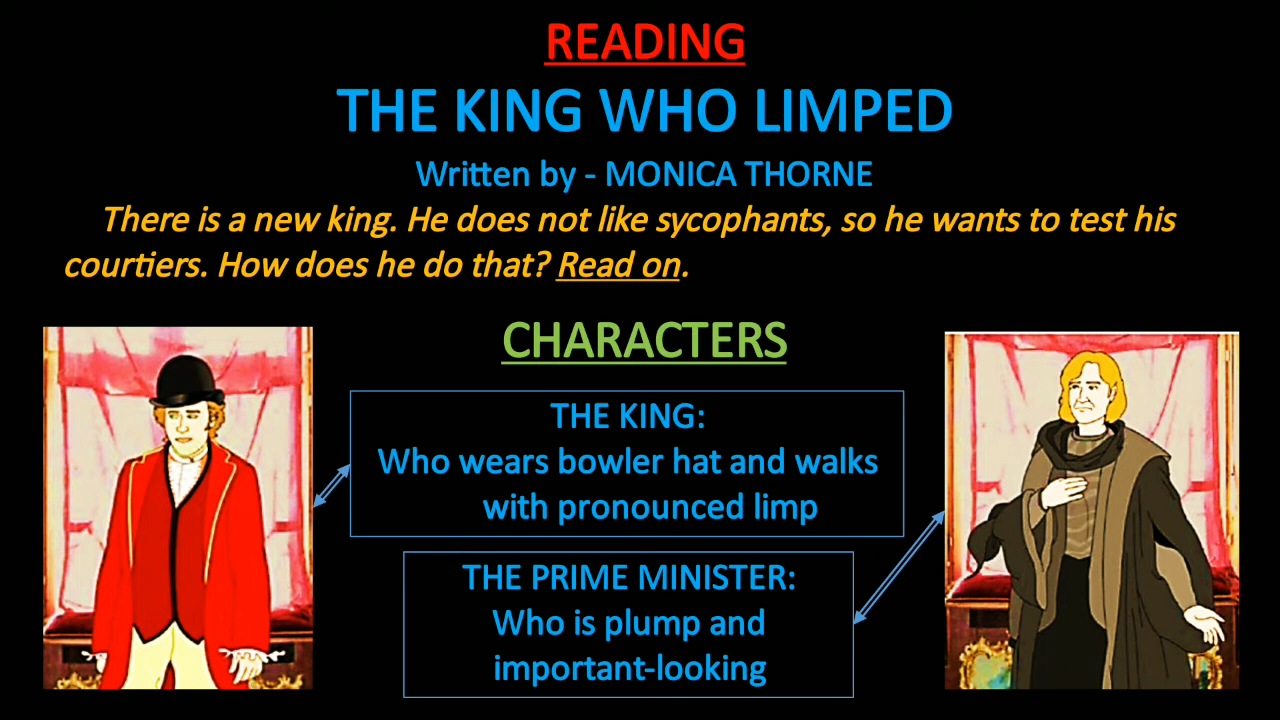 READING
THE KING WHO LIMPED
Written by - MONICA THORNE
There is a new king. He does not like sycophants, so he wants to test his
courtiers. How does he do that? Read on.
CHARACTERS
THE KING:
Who wears bowler hat and walks
with pronounced limp
THE PRIME MINISTER:
Who is plump and
important-looking